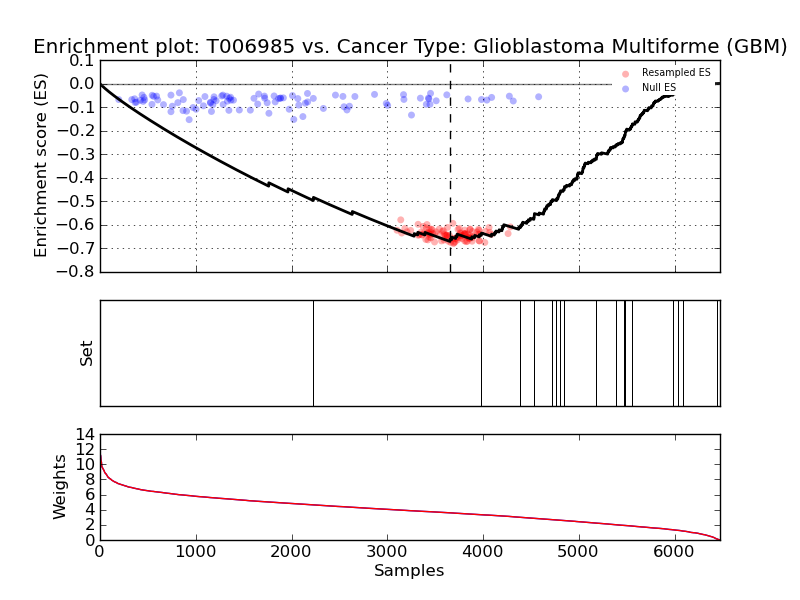 Enrichment plot: T006985 vs. Cancer Type: Glioblastoma Multiforme (GBM)
0.1
0.0
−0.1
−0.2
−0.3
−0.4
−0.5
−0.6
−0.7
−0.8
Enrichment score (ES)
Resampled ES
Null ES
Set
14
12
10
8
6
4
2
0
Weights
0 1000 2000 3000 4000 5000 6000
Samples